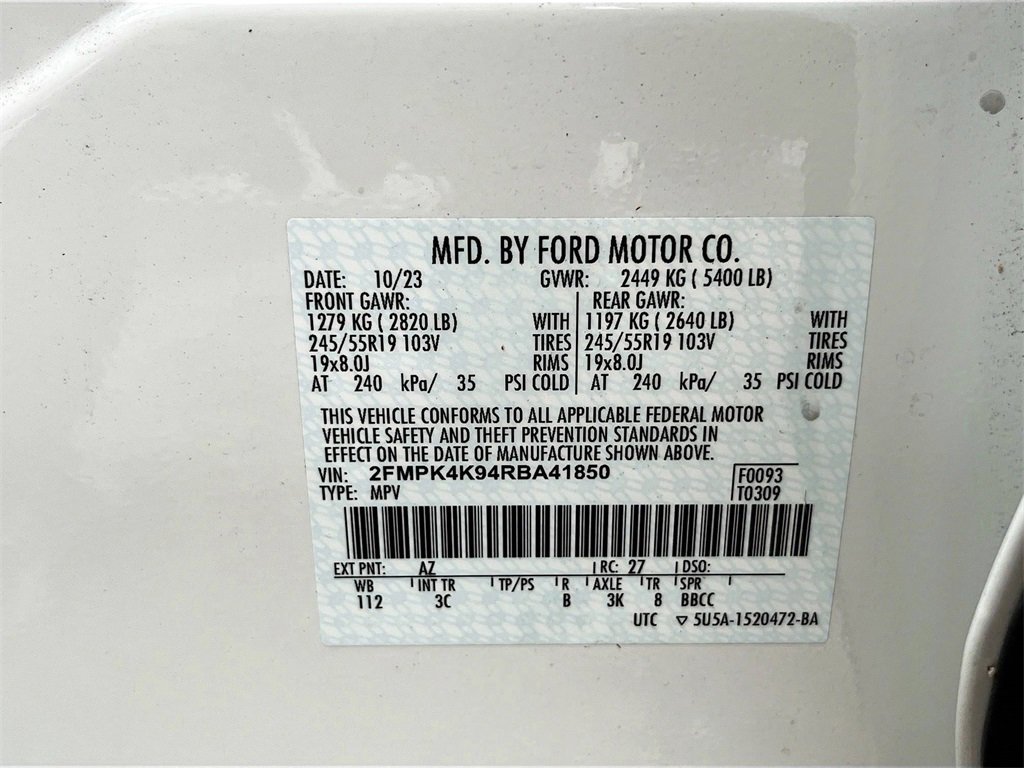 MFD. BY FORD MOTOR CO.
DATE: 10/23 GVWR: 2449 KG ( 5400 LB)
FRONT GAWR: REAR GAWR:
1279 KG ( 2820 LB) WITH 1197 KG ( 2640 LB) WITH
245/55R19 103V TIRES 245/55R19 103V TIRES
19x8.0J RIMS 19x8.0J RIMS
AT 240 kPa/ 35 PSI COLD AT 240 kPa/ 35 PSI COLD
THIS VEHICLE CONFORMS TO ALL APPLICABLE FEDERAL MOTOR
VEHICLE SAFETY AND THEFT PREVENTION STANDARDS IN
EFFECT ON THE DATE OF MANUFACTURE SHOWN ABOVE.
VIN: 2FMPK4K94RBA41850 F0093
TYPE: MPV T0309
EXT PNT: AZ RC: 27 DSO:
WB INT TR TP/PS R AXLE TR SPR
112 3C B 3K 8 BBCC
UTC ▽ 5U5A-1520472-BA